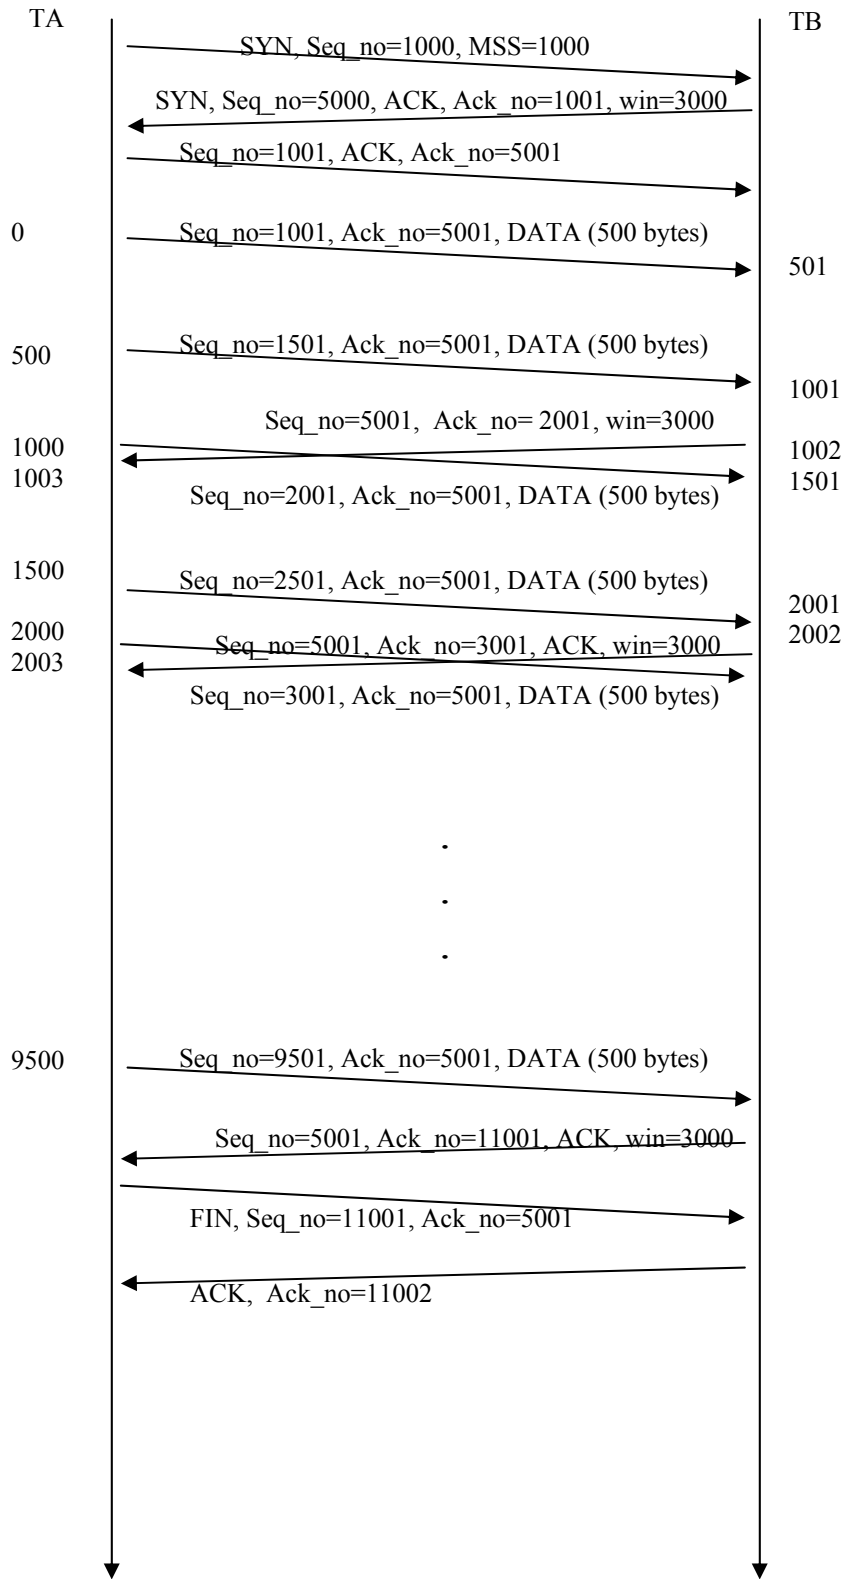 TA
TB
SYN, Seq_no=1000, MSS=1000
SYN, Seq_no=5000, ACK, Ack_no=1001, win=3000
Seq_no=1001, ACK, Ack_no=5001
0
Seq_no=1001, Ack_no=5001, DATA (500 bytes)
501
500
Seq_no=1501, Ack_no=5001, DATA (500 bytes)
1001
Seq_no=5001, Ack_no= 2001, win=3000
1000
1002
1003
1501
Seq_no=2001, Ack_no=5001, DATA (500 bytes)
1500
Seq_no=2501, Ack_no=5001, DATA (500 bytes)
2001
2000
Seq_no=5001, Ack_no=3001, ACK, win=3000
2002
2003
Seq_no=3001, Ack_no=5001, DATA (500 bytes)
.
.
.
9500
Seq_no=9501, Ack_no=5001, DATA (500 bytes)
Seq_no=5001, Ack_no=11001, ACK, win=3000
FIN, Seq_no=11001, Ack_no=5001
ACK, Ack_no=11002